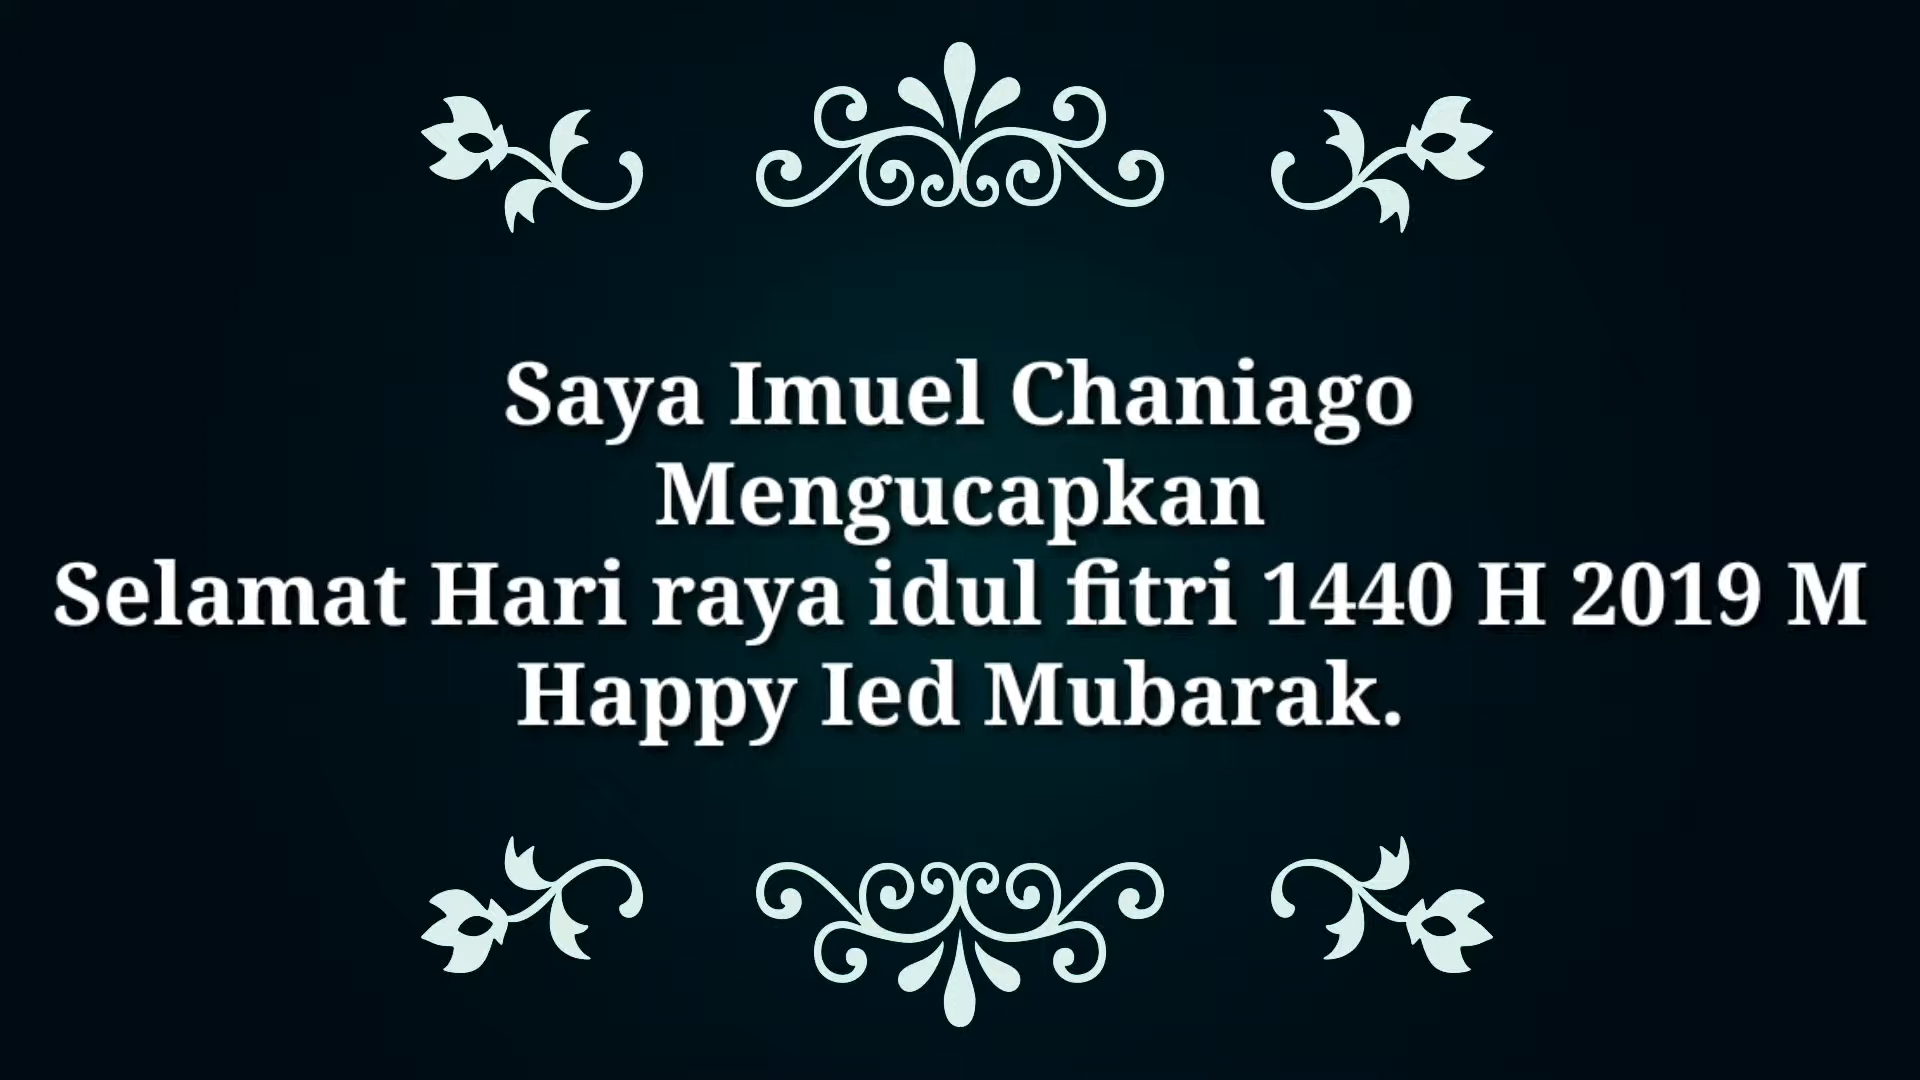 Saya Imuel Chaniago
Mengucapkan
Selamat Hari raya idul fitri 1440 H 2019 M
Happy Ied Mubarak.